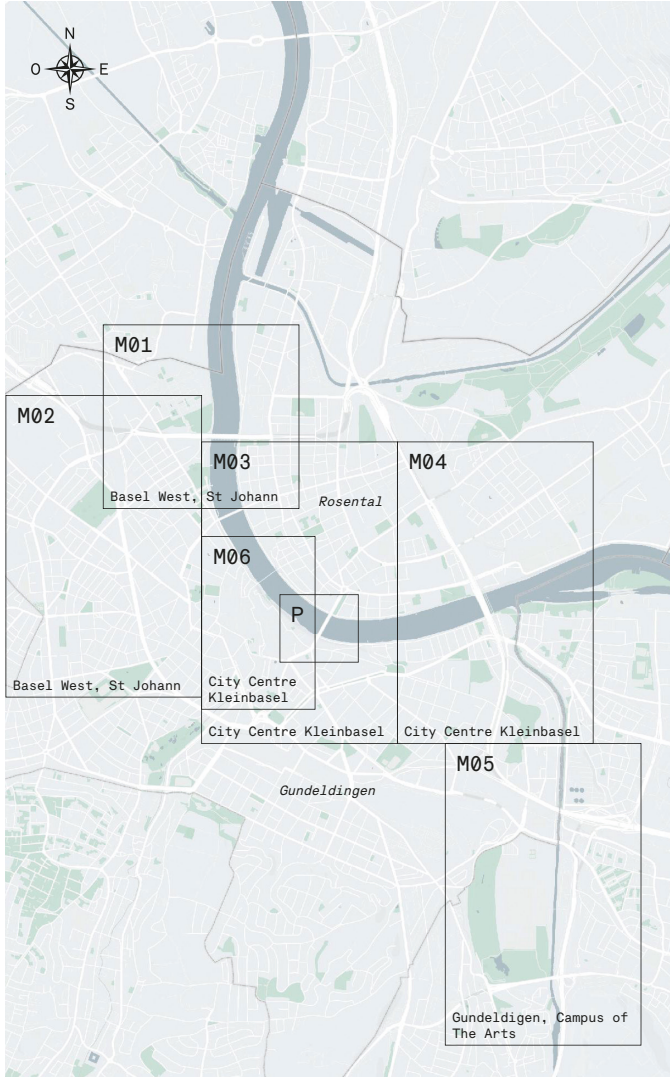 N
O E
S
M01
M02
M03
M04
Basel West, St Johann
Rosental
M06
P
City Centre
Kleinbasel
Basel West, St Johann
City Centre Kleinbasel
City Centre Kleinbasel
M05
Gundeldingen
Gundeldigen, Campus of
The Arts